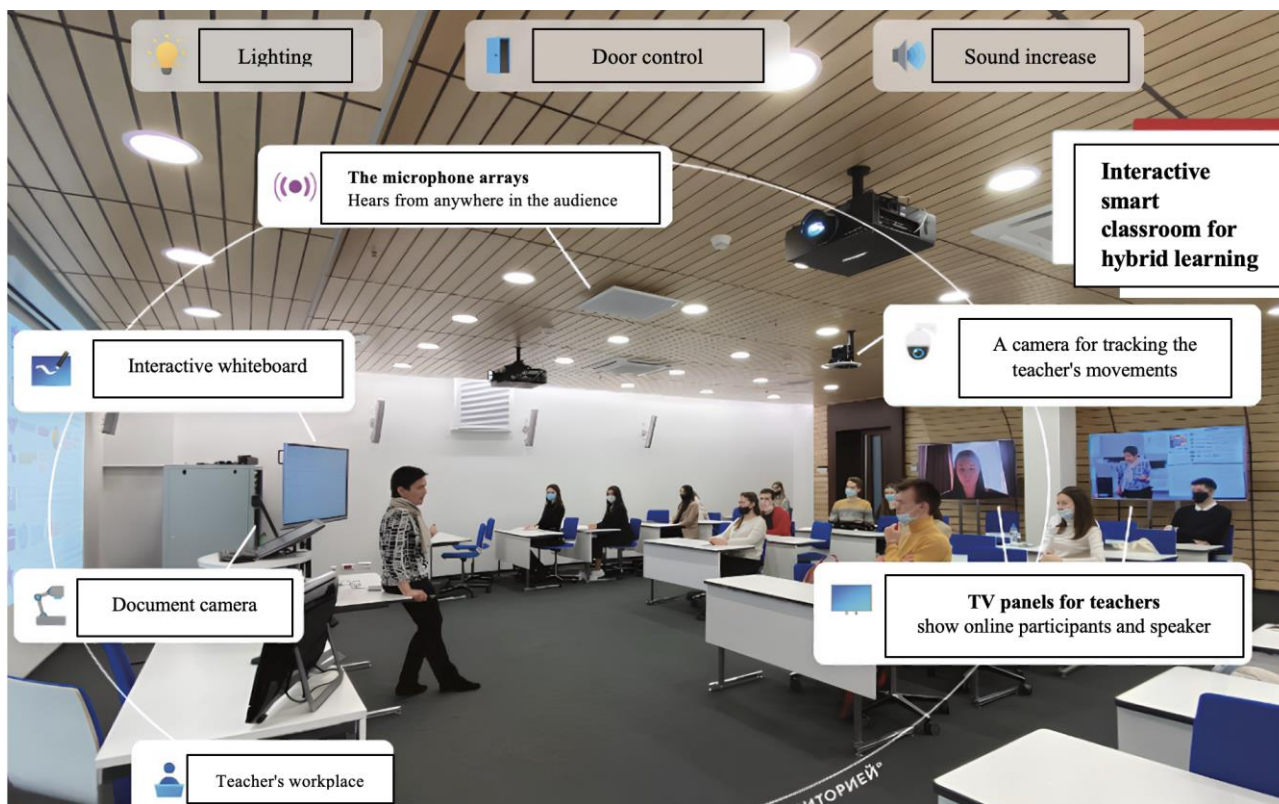 Lighting
Door control
Sound increase
The microphone arrays
Hears from anywhere in the audience
Interactive
smart
classroom for
hybrid learning
Interactive whiteboard
A camera for tracking the
teacher's movements
Document camera
TV panels for teachers
show online participants and speaker
Teacher's workplace